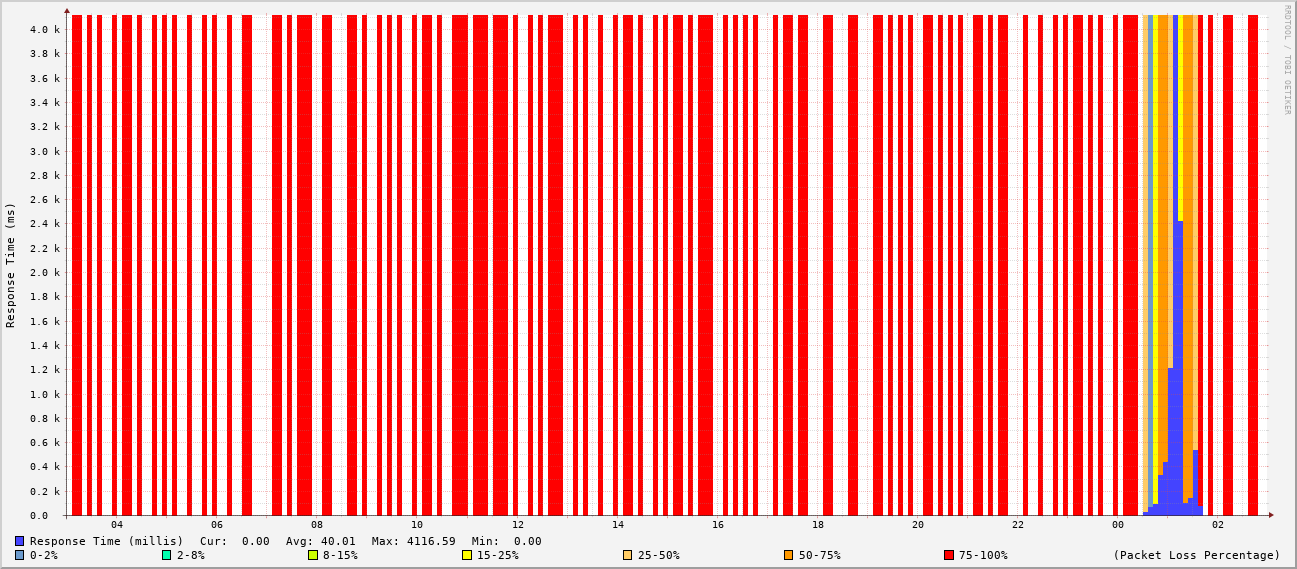 RRDTOOL / TOBI OETIKER
Response Time (ms)
4.0 k
3.8 k
3.6 k
3.4 k
3.2 k
3.0 k
2.8 k
2.6 k
2.4 k
2.2 k
2.0 k
1.8 k
1.6 k
1.4 k
1.2 k
1.0 k
0.8 k
0.6 k
0.4 k
0.2 k
0.0
04 06 08 10 12 14 16 18 20 22 00 02
Response Time (millis) Cur: 0.00 Avg: 40.01 Max: 4116.59 Min: 0.00
0-2% 2-8% 8-15% 15-25% 25-50% 50-75% 75-100% (Packet Loss Percentage)